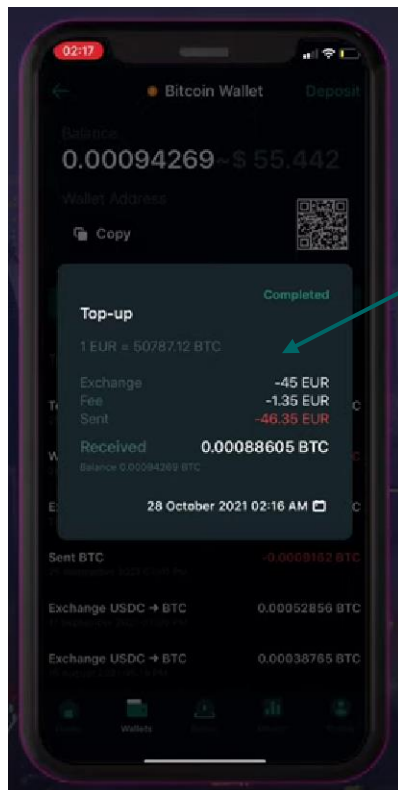 02:17
Bitcoin Wallet Deposit
Balance
0.00094269 ~$ 55.442
Wallet Address
Copy
Completed
Top-up
1 EUR = 50787.12 BTC
Exchange -45 EUR
Fee -1.35 EUR
Sent -46.35 EUR
Received 0.00088605 BTC
Balance 0.00094269 BTC
28 October 2021 02:16 AM
Sent BTC -0.0009162 BTC
Exchange USDC → BTC 0.00052856 BTC
Exchange USDC → BTC 0.00038765 BTC
Wallets